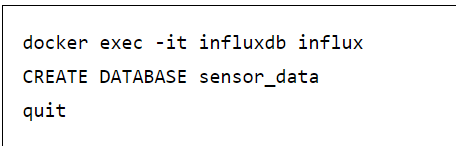 docker exec -it influxdb influx
CREATE DATABASE sensor_data
quit